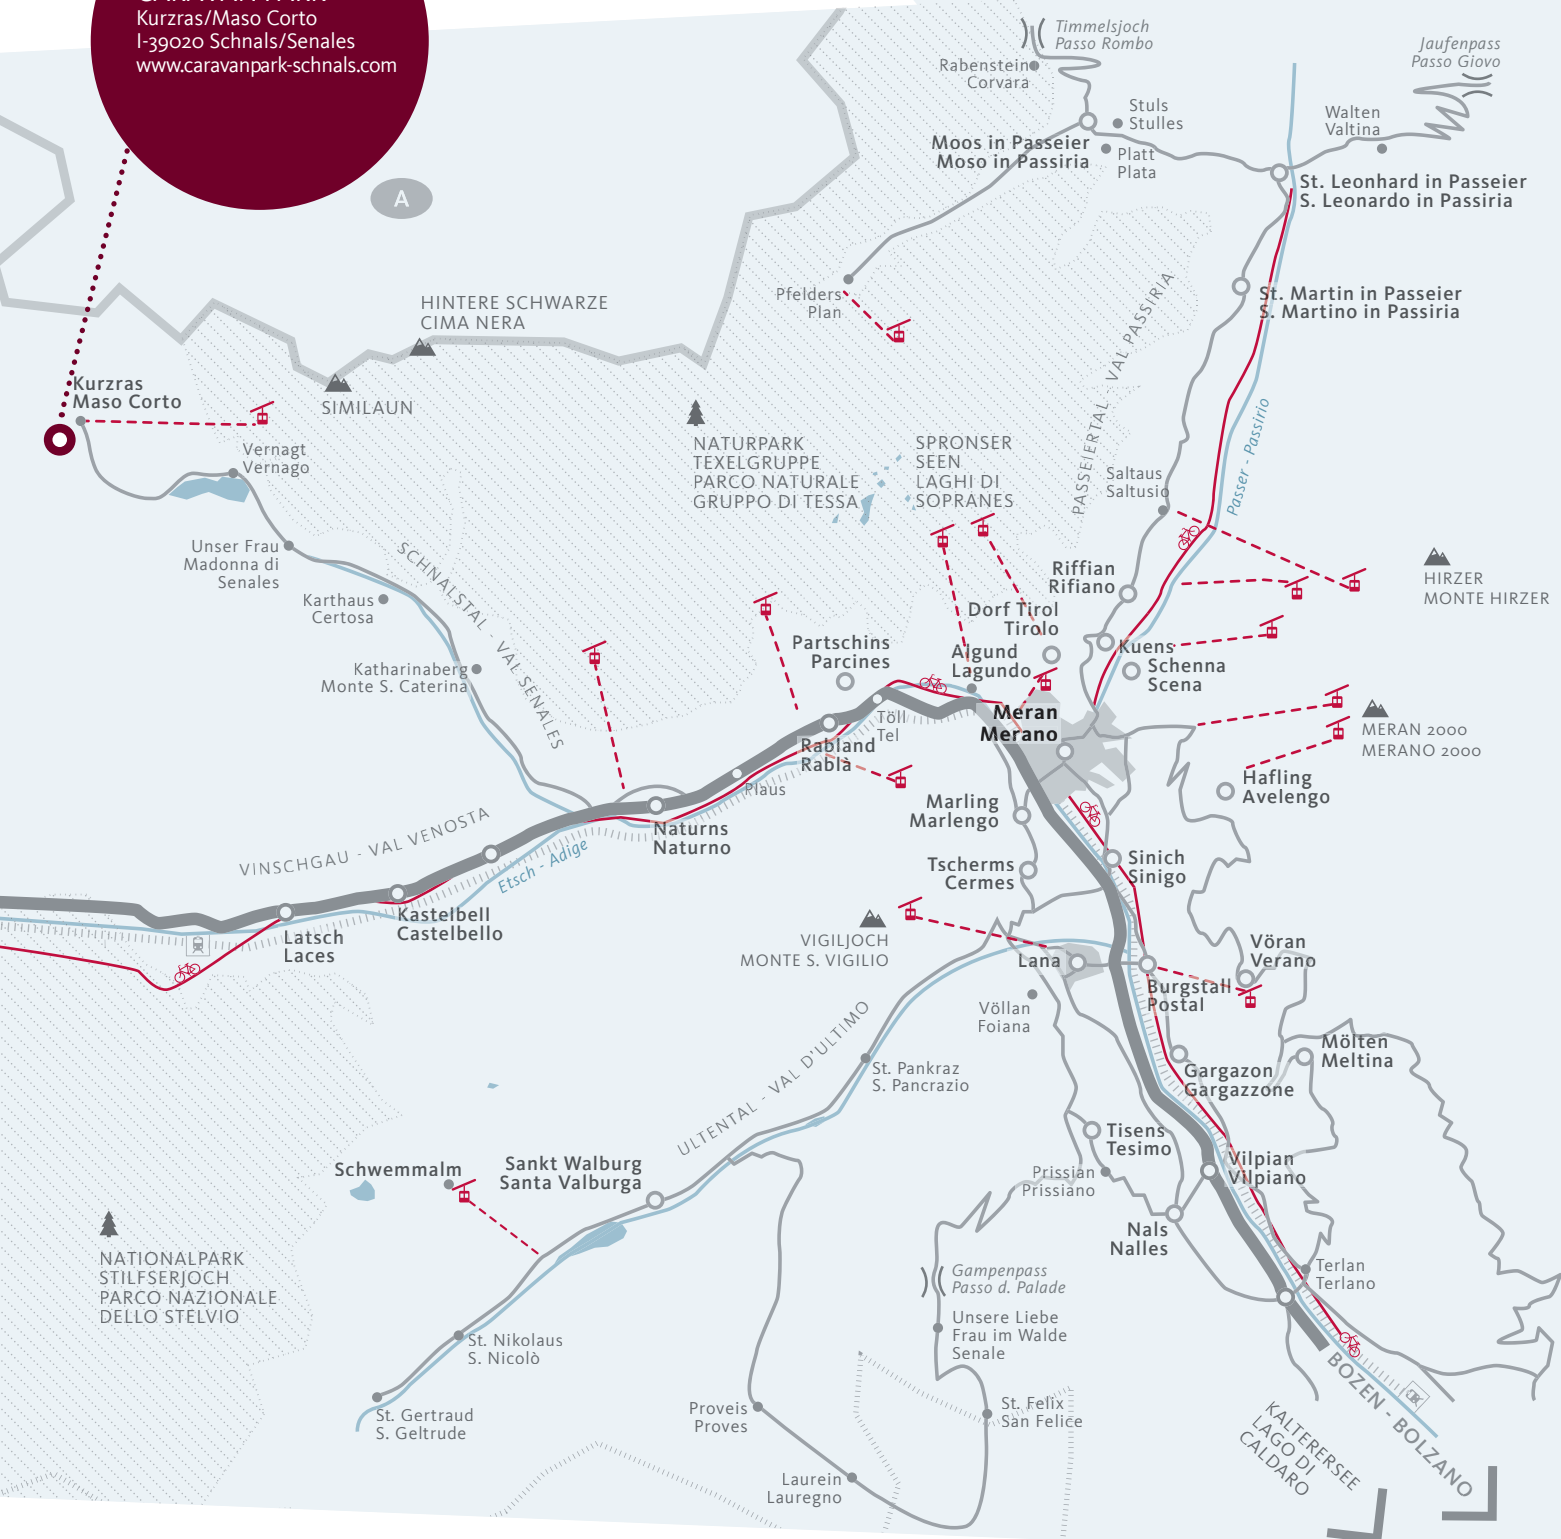 Kurzras/Maso Corto
I-39020 Schnals/Senales
www.caravanpark-schnals.com
A
Timmelsjoch
Passo Rombo
Jaufenpass
Passo Giovo
Rabenstein
Corvara
Stuls
Stulles
Walten
Valtina
Moos in Passeier
Moso in Passiria
Platt
Plata
St. Leonhard in Passeier
S. Leonardo in Passiria
Pfelders
Plan
St. Martin in Passeier
S. Martino in Passiria
HINTERE SCHWARZE
CIMA NERA
SIMILAUN
Kurzras
Maso Corto
Vernagt
Vernago
NATURPARK
TEXELGRUPPE
PARCO NATURALE
GRUPPO DI TESSA
SPRONSER
SEEN
LAGHI DI
SOPRANES
PASSEIERTAL - VAL PASSIRIA
Passer - Passirio
Saltaus
Saltusio
Unser Frau
Madonna di
Senales
Karthaus
Certosa
SCHNALSTAL - VAL SENALES
Katharinaberg
Monte S. Caterina
Riffian
Rifiano
HIRZER
MONTE HIRZER
Dorf Tirol
Tirolo
Partschins
Parcines
Algund
Lagundo
Kuens
Schenna
Scena
Töll
Tel
Meran
Merano
MERAN 2000
MERANO 2000
Rabland
Rablà
Plaus
Hafling
Avelengo
Marling
Marlengo
Naturns
Naturno
VINSCHGAU - VAL VENOSTA
Etsch - Adige
Tscherms
Cermes
Sinich
Sinigo
Kastelbell
Castelbello
Latsch
Laces
VIGILJOCH
MONTE S. VIGILIO
Lana
Vöran
Verano
Burgstall
Postal
Völlan
Foiana
ULTENTAL - VAL D'ULTIMO
St. Pankraz
S. Pancrazio
Gargazon
Gargazzone
Mölten
Meltina
Tisens
Tesimo
Schwemmalm
Sankt Walburg
Santa Valburga
Prissian
Prissiano
Vilpian
Vilpiano
Nals
Nalles
NATIONALPARK
STILFSERJOCH
PARCO NAZIONALE
DELLO STELVIO
Gampenpass
Passo d. Palade
Terlan
Terlano
Unsere Liebe
Frau im Walde
Senale
St. Nikolaus
S. Nicolò
St. Gertraud
S. Geltrude
Proveis
Proves
St. Felix
San Felice
BOZEN - BOLZANO
KALTERERSEE
LAGO DI
CALDARO
Laurein
Lauregno